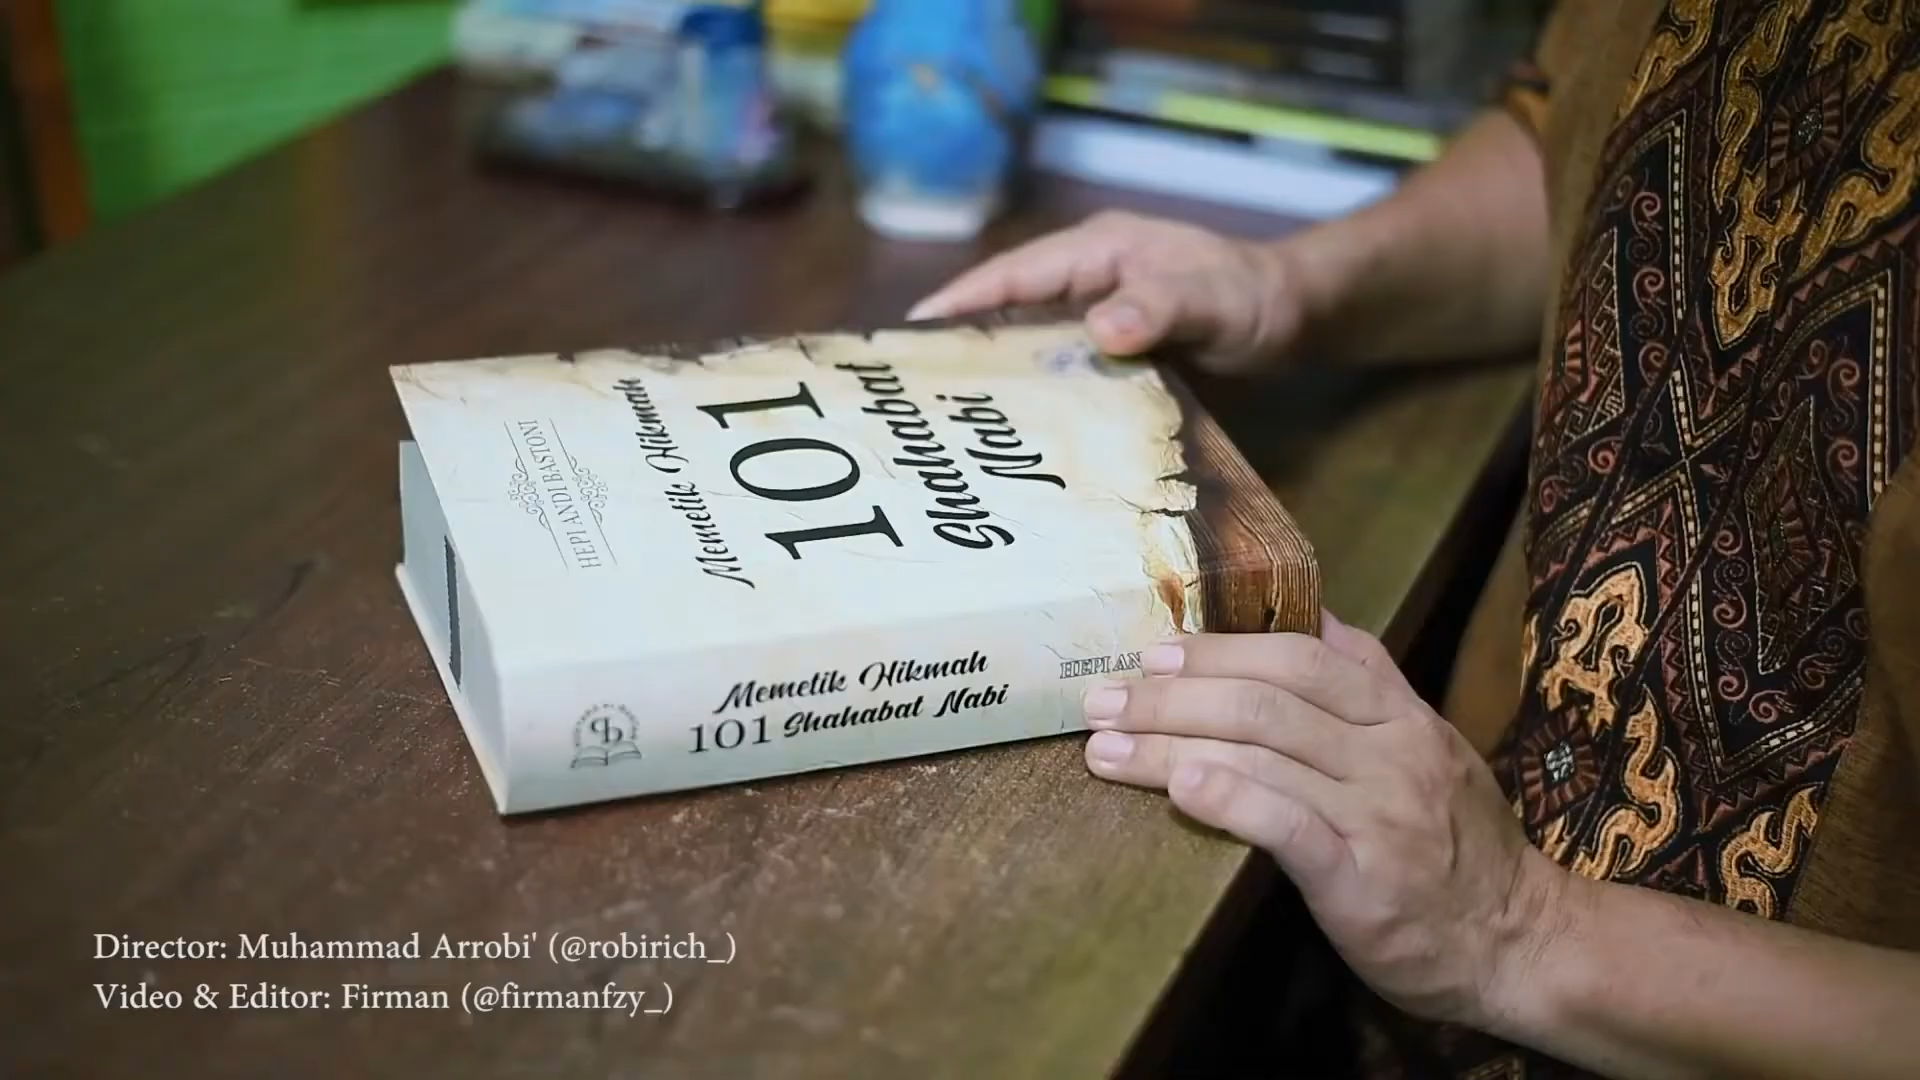 HEPI ANDI BASTONI
Memetik Hikmah
101
Shahabat
Nabi
Memetik Hikmah
101 Shahabat Nabi
HEPI AN
Director: Muhammad Arrobi' (@robirich_)
Video & Editor: Firman (@firmanfzy_)